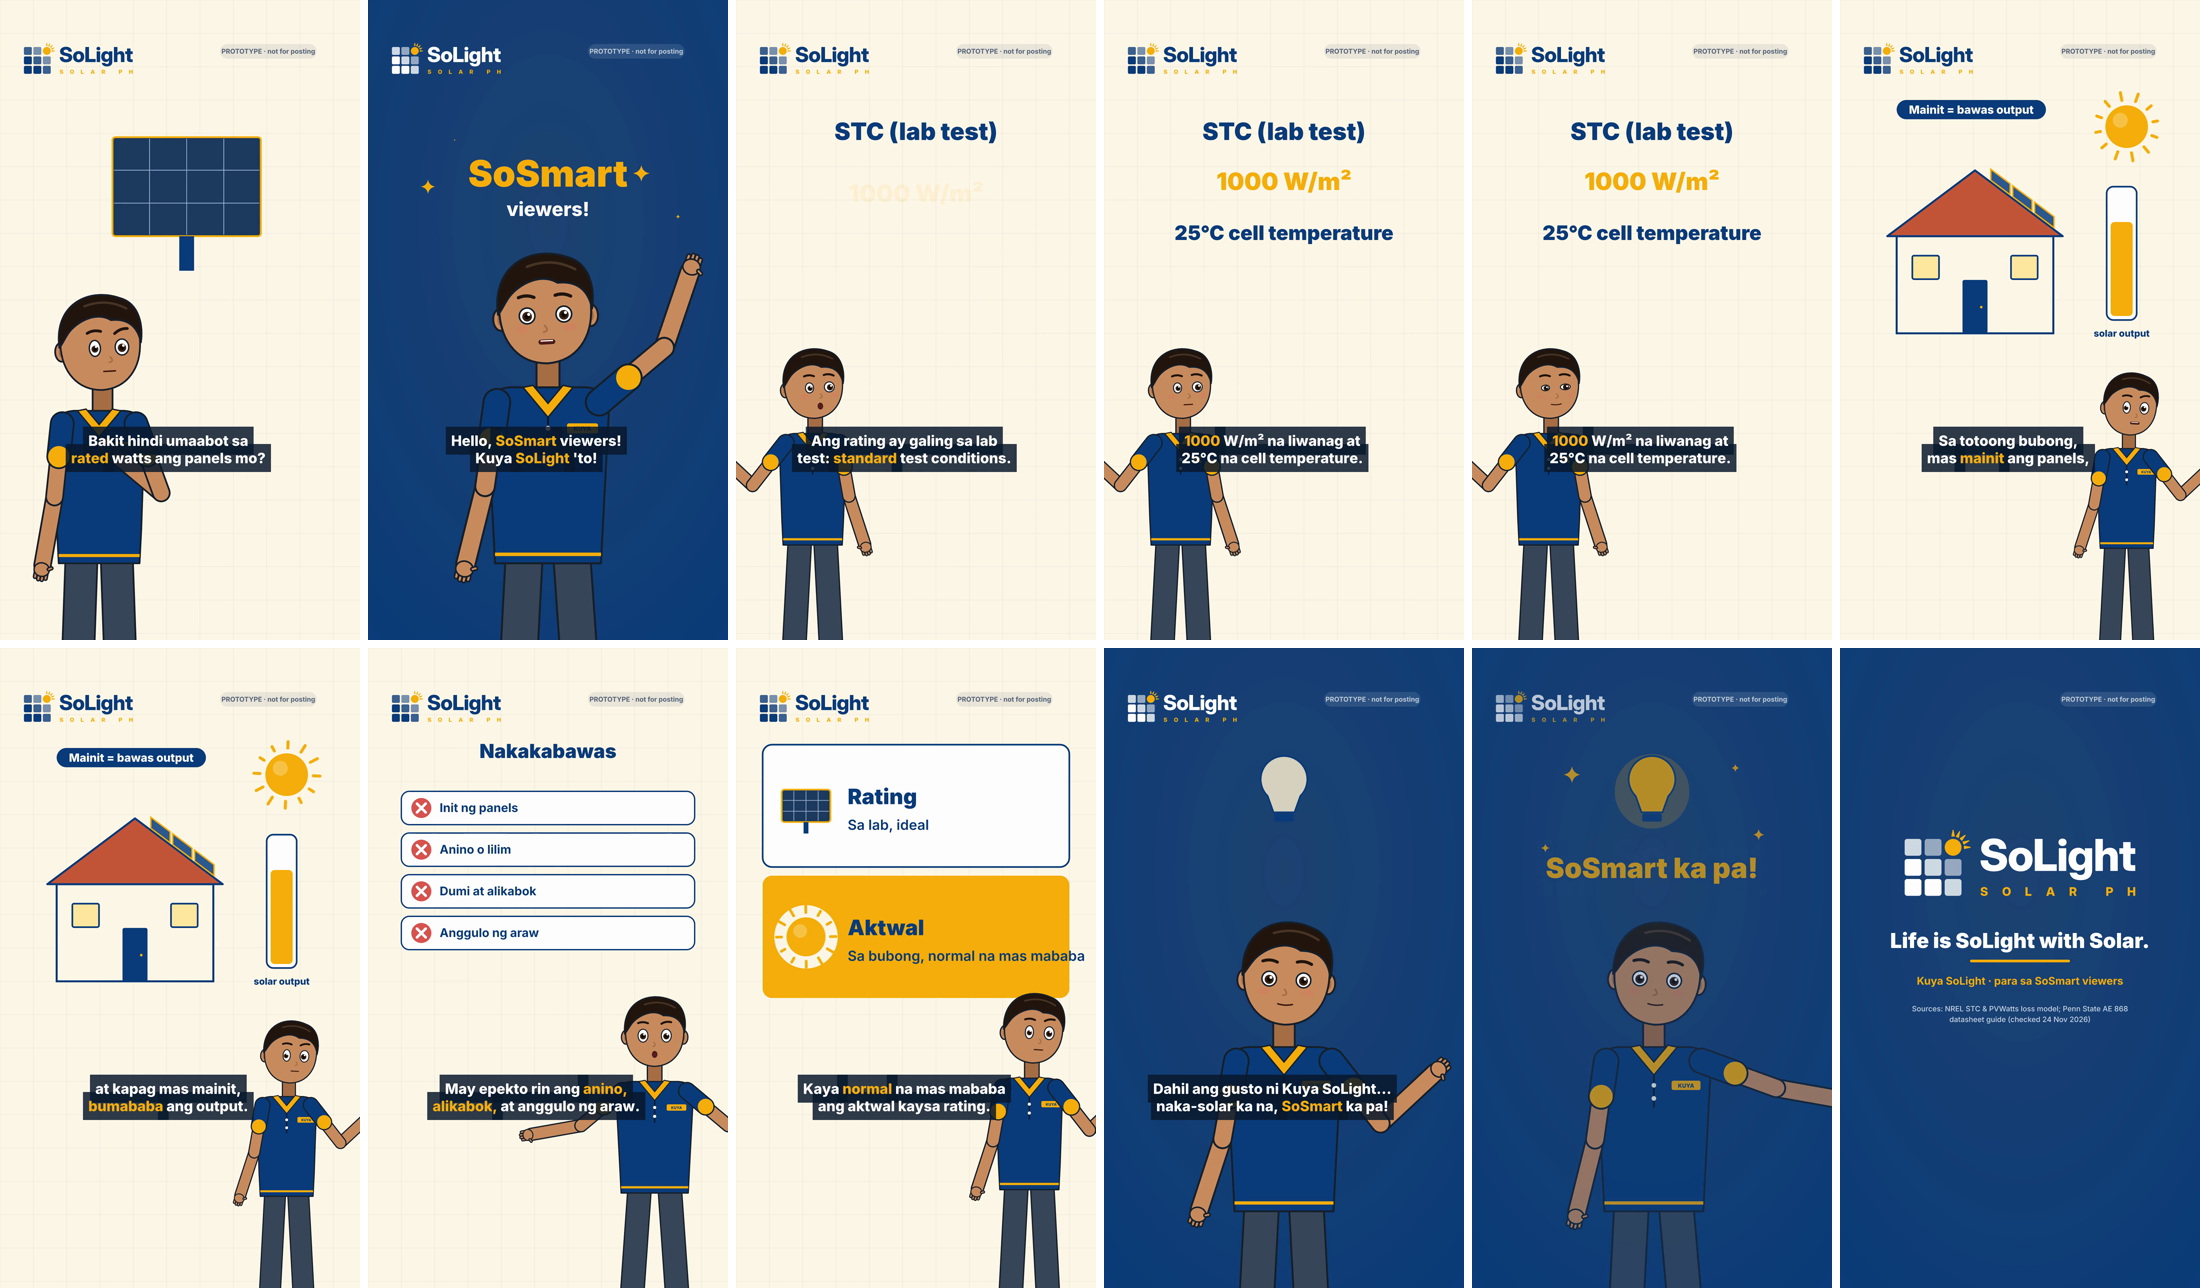 SoLight
SOLAR PH
PROTOTYPE - not for posting
Bakit hindi umaabot sa
rated watts ang panels mo?
SoLight
SOLAR PH
PROTOTYPE - not for posting
SoSmart
viewers!
KUYA
Hello, SoSmart viewers!
Kuya SoLight 'to!
SoLight
SOLAR PH
PROTOTYPE - not for posting
STC (lab test)
1000 W/m²
Ang rating ay galing sa lab
test: standard test conditions.
SoLight
SOLAR PH
PROTOTYPE - not for posting
STC (lab test)
1000 W/m²
25°C cell temperature
1000 W/m² na liwanag at
25°C na cell temperature.
SoLight
SOLAR PH
PROTOTYPE - not for posting
STC (lab test)
1000 W/m²
25°C cell temperature
1000 W/m² na liwanag at
25°C na cell temperature.
SoLight
SOLAR PH
PROTOTYPE - not for posting
Mainit = bawas output
solar output
Sa totoong bubong,
mas mainit ang panels,
KUYA
SoLight
SOLAR PH
PROTOTYPE - not for posting
Mainit = bawas output
solar output
at kapag mas mainit,
bumababa ang output.
KUYA
SoLight
SOLAR PH
PROTOTYPE - not for posting
Nakakabawas
Init ng panels
Anino o lilim
Dumi at alikabok
Anggulo ng araw
May epekto rin ang anino,
alikabok, at anggulo ng araw.
KUYA
SoLight
SOLAR PH
PROTOTYPE - not for posting
Rating
Sa lab, ideal
Aktwal
Sa bubong, normal na mas mababa
Kaya normal na mas mababa
ang aktwal kaysa rating.
KUYA
SoLight
SOLAR PH
PROTOTYPE - not for posting
Dahil ang gusto ni Kuya SoLight...
naka-solar ka na, SoSmart ka pa!
SoLight
SOLAR PH
PROTOTYPE - not for posting
SoSmart ka pa!
KUYA
PROTOTYPE - not for posting
SoLight
SOLAR PH
Life is SoLight with Solar.
Kuya SoLight · para sa SoSmart viewers
Sources: NREL STC & PVWatts loss model; Penn State AE 868
datasheet guide (checked 24 Nov 2026)